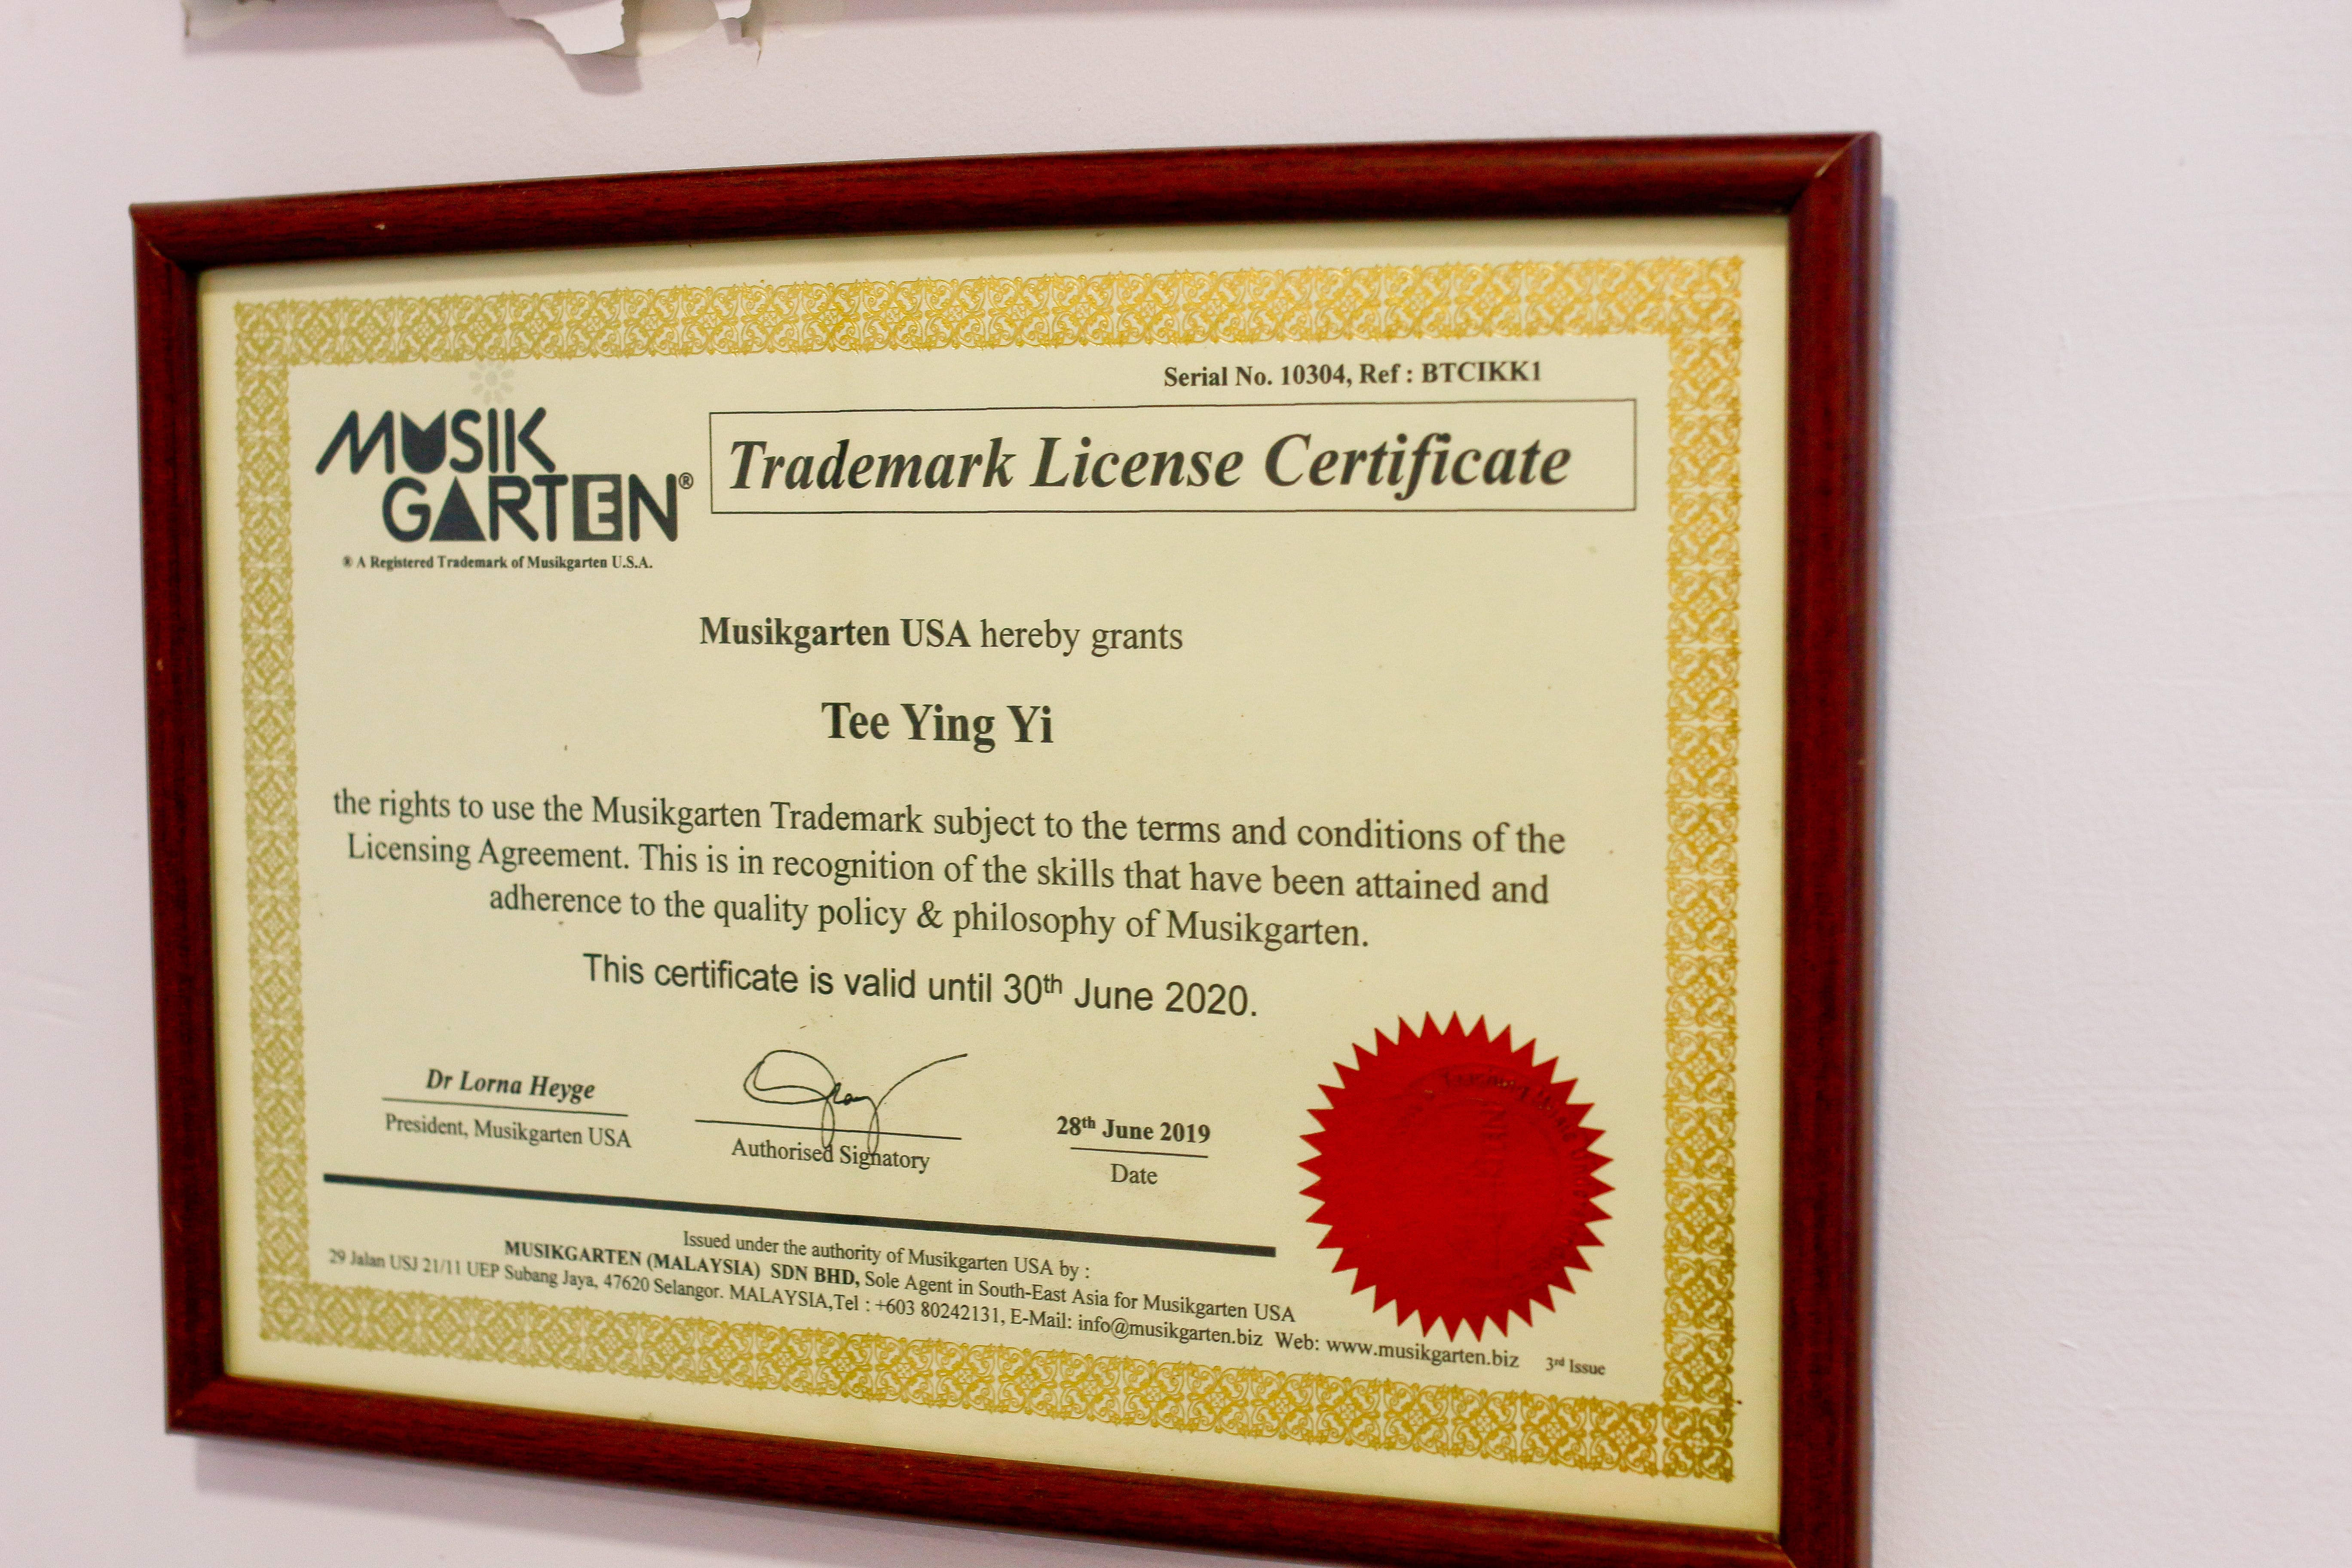 Serial No. 10304, Ref : BTCIKK1
MUSIK
GARTEN®
Trademark License Certificate
® A Registered Trademark of Musikgarten U.S.A.
Musikgarten USA hereby grants
Tee Ying Yi
the rights to use the Musikgarten Trademark subject to the terms and conditions of the
Licensing Agreement. This is in recognition of the skills that have been attained and
adherence to the quality policy & philosophy of Musikgarten.
This certificate is valid until 30th June 2020.
Dr Lorna Heyge
President, Musikgarten USA
Authorised Signatory
28th June 2019
Date
Issued under the authority of Musikgarten USA by :
MUSIKGARTEN (MALAYSIA) SDN BHD, Sole Agent in South-East Asia for Musikgarten USA
29 Jalan USJ 21/11 UEP Subang Jaya, 47620 Selangor. MALAYSIA,Tel : +603 80242131, E-Mail: info@musikgarten.biz Web: www.musikgarten.biz 3rd Issue